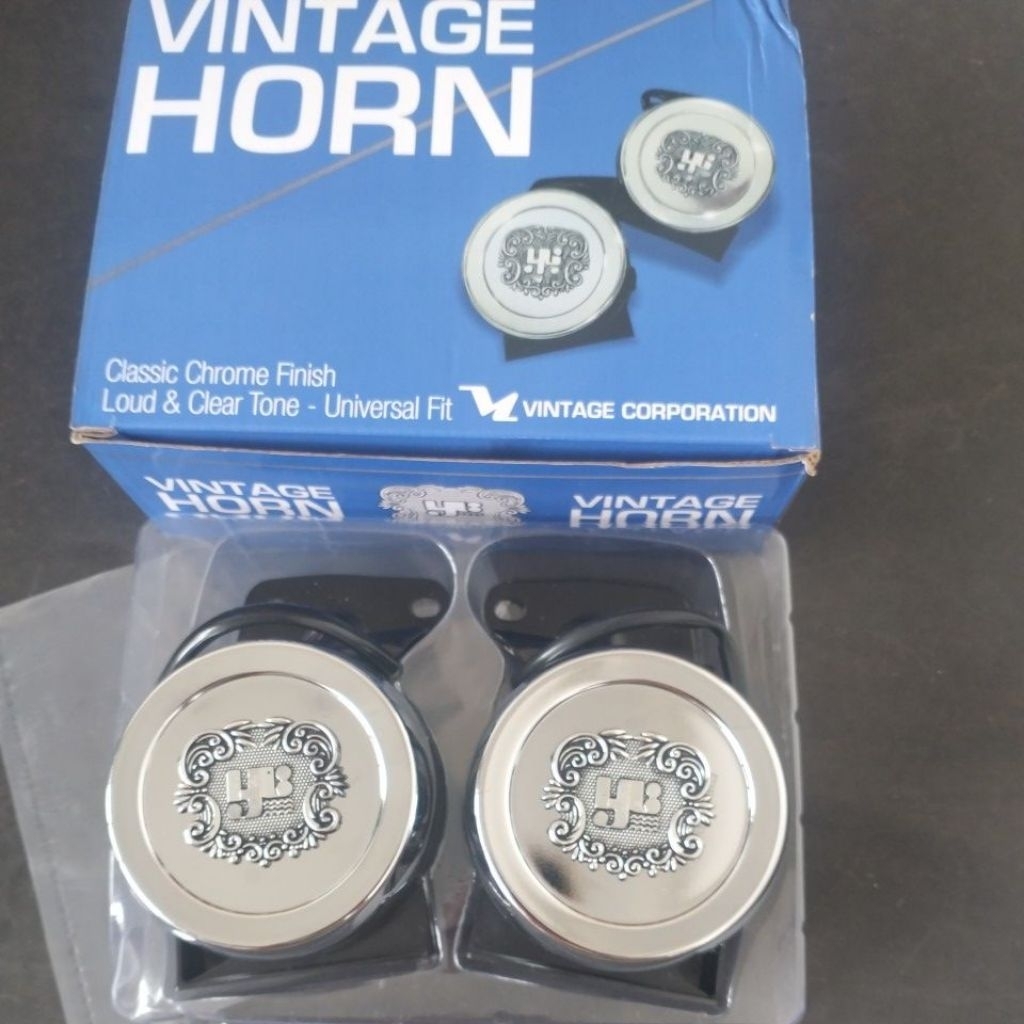 VINTAGE
HORN
Classic Chrome Finish
Loud & Clear Tone - Universal Fit
VINTAGE CORPORATION
VINTAGE
HORN
VINTAGE
HORN